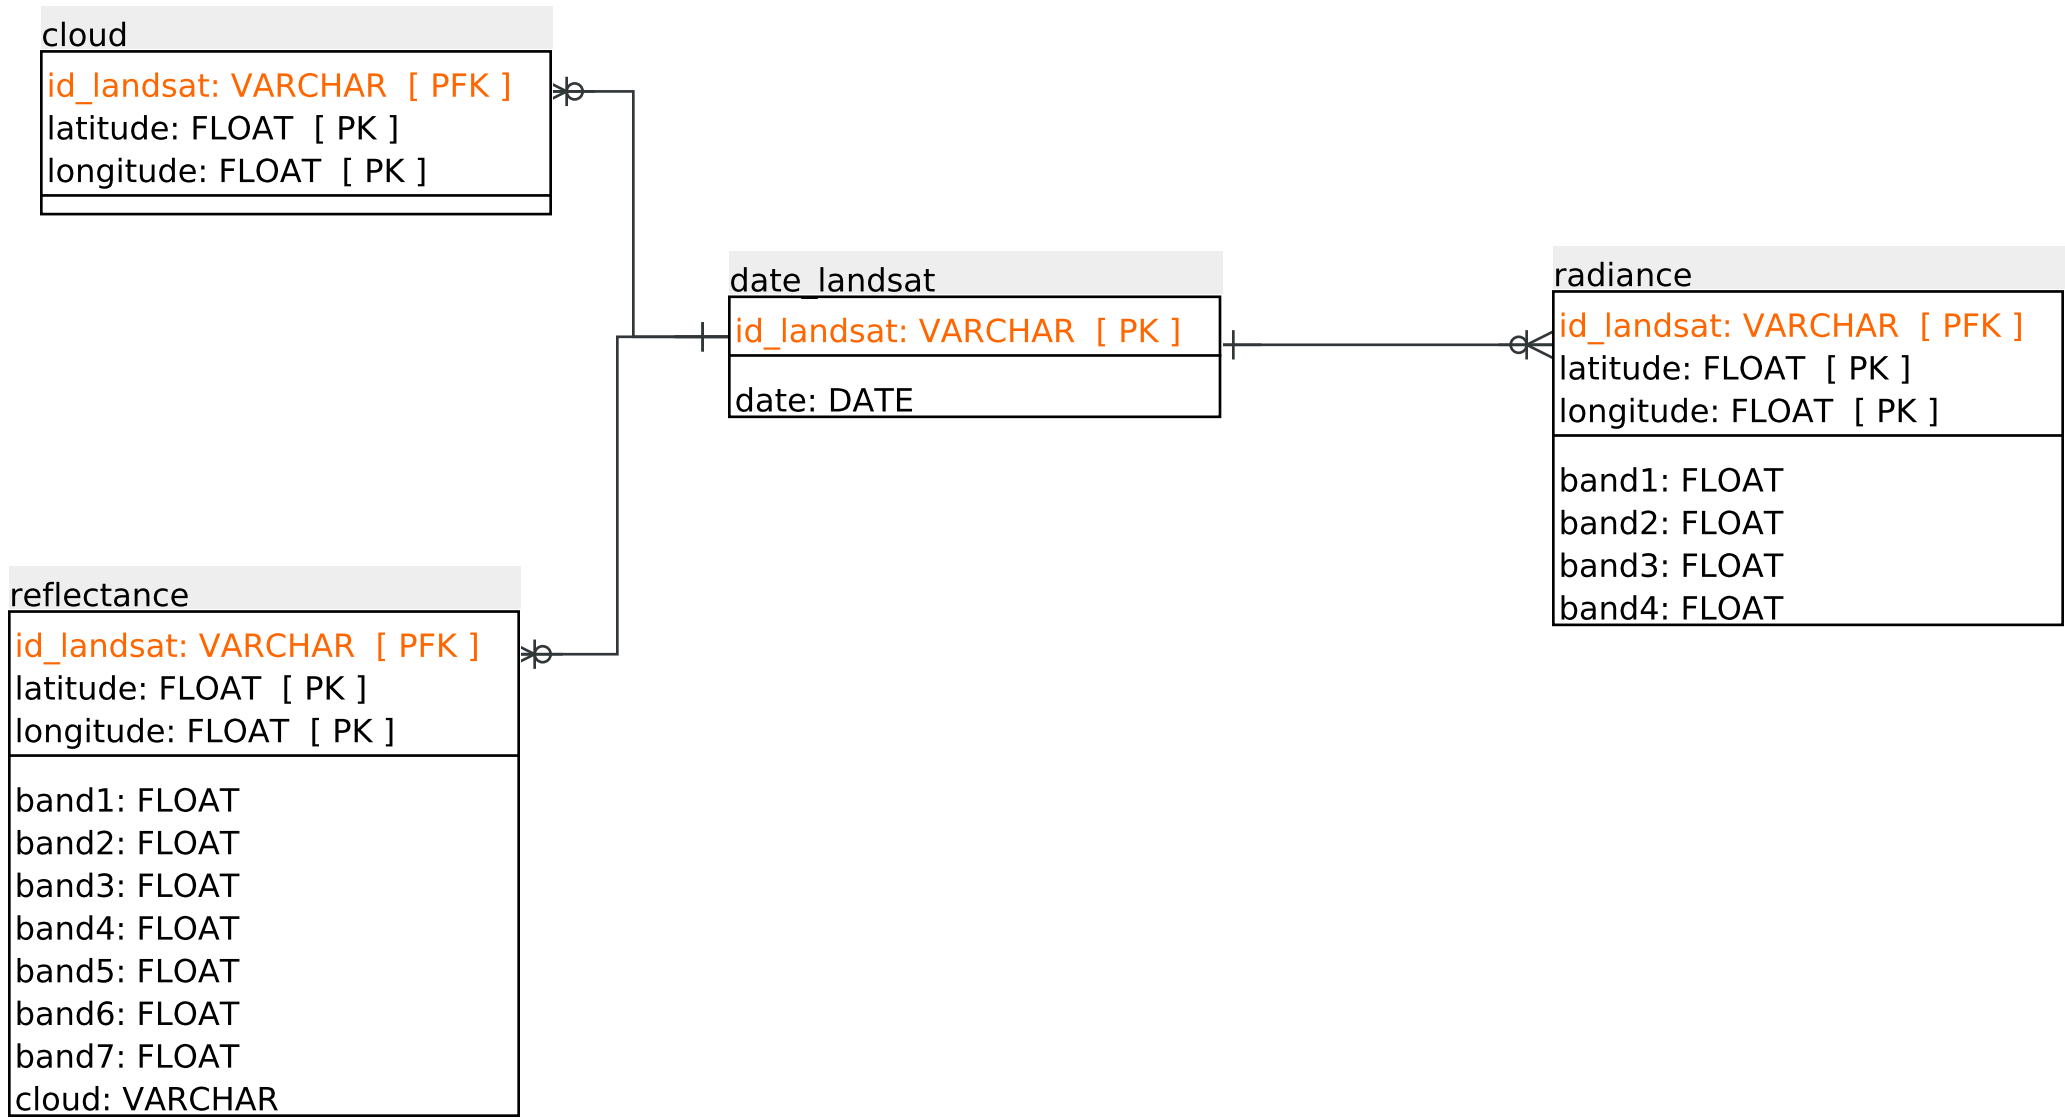 cloud
id_landsat: VARCHAR [ PFK ]
latitude: FLOAT [ PK ]
longitude: FLOAT [ PK ]
date_landsat
id_landsat: VARCHAR [ PK ]
date: DATE
radiance
id_landsat: VARCHAR [ PFK ]
latitude: FLOAT [ PK ]
longitude: FLOAT [ PK ]
band1: FLOAT
band2: FLOAT
band3: FLOAT
band4: FLOAT
reflectance
id_landsat: VARCHAR [ PFK ]
latitude: FLOAT [ PK ]
longitude: FLOAT [ PK ]
band1: FLOAT
band2: FLOAT
band3: FLOAT
band4: FLOAT
band5: FLOAT
band6: FLOAT
band7: FLOAT
cloud: VARCHAR